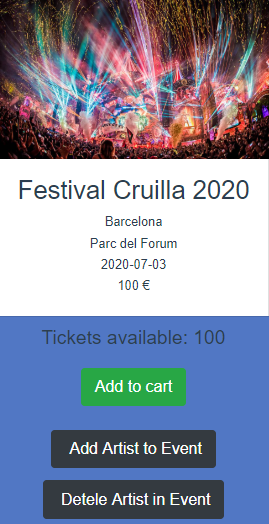 Festival Cruilla 2020
Barcelona
Parc del Forum
2020-07-03
100 €
Tickets available: 100
Add to cart
Add Artist to Event
Detele Artist in Event